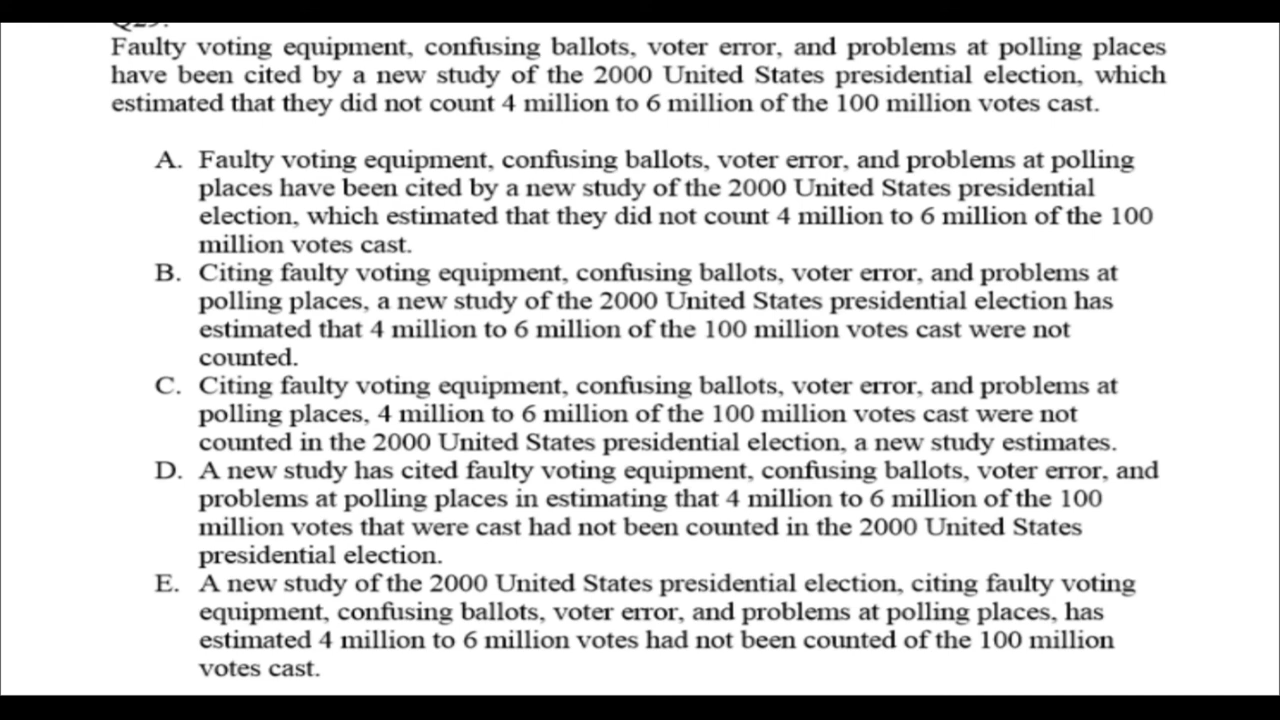 Faulty voting equipment, confusing ballots, voter error, and problems at polling places
have been cited by a new study of the 2000 United States presidential election, which
estimated that they did not count 4 million to 6 million of the 100 million votes cast.
A. Faulty voting equipment, confusing ballots, voter error, and problems at polling
places have been cited by a new study of the 2000 United States presidential
election, which estimated that they did not count 4 million to 6 million of the 100
million votes cast.
B. Citing faulty voting equipment, confusing ballots, voter error, and problems at
polling places, a new study of the 2000 United States presidential election has
estimated that 4 million to 6 million of the 100 million votes cast were not
counted.
C. Citing faulty voting equipment, confusing ballots, voter error, and problems at
polling places, 4 million to 6 million of the 100 million votes cast were not
counted in the 2000 United States presidential election, a new study estimates.
D. A new study has cited faulty voting equipment, confusing ballots, voter error, and
problems at polling places in estimating that 4 million to 6 million of the 100
million votes that were cast had not been counted in the 2000 United States
presidential election.
E. A new study of the 2000 United States presidential election, citing faulty voting
equipment, confusing ballots, voter error, and problems at polling places, has
estimated 4 million to 6 million votes had not been counted of the 100 million
votes cast.